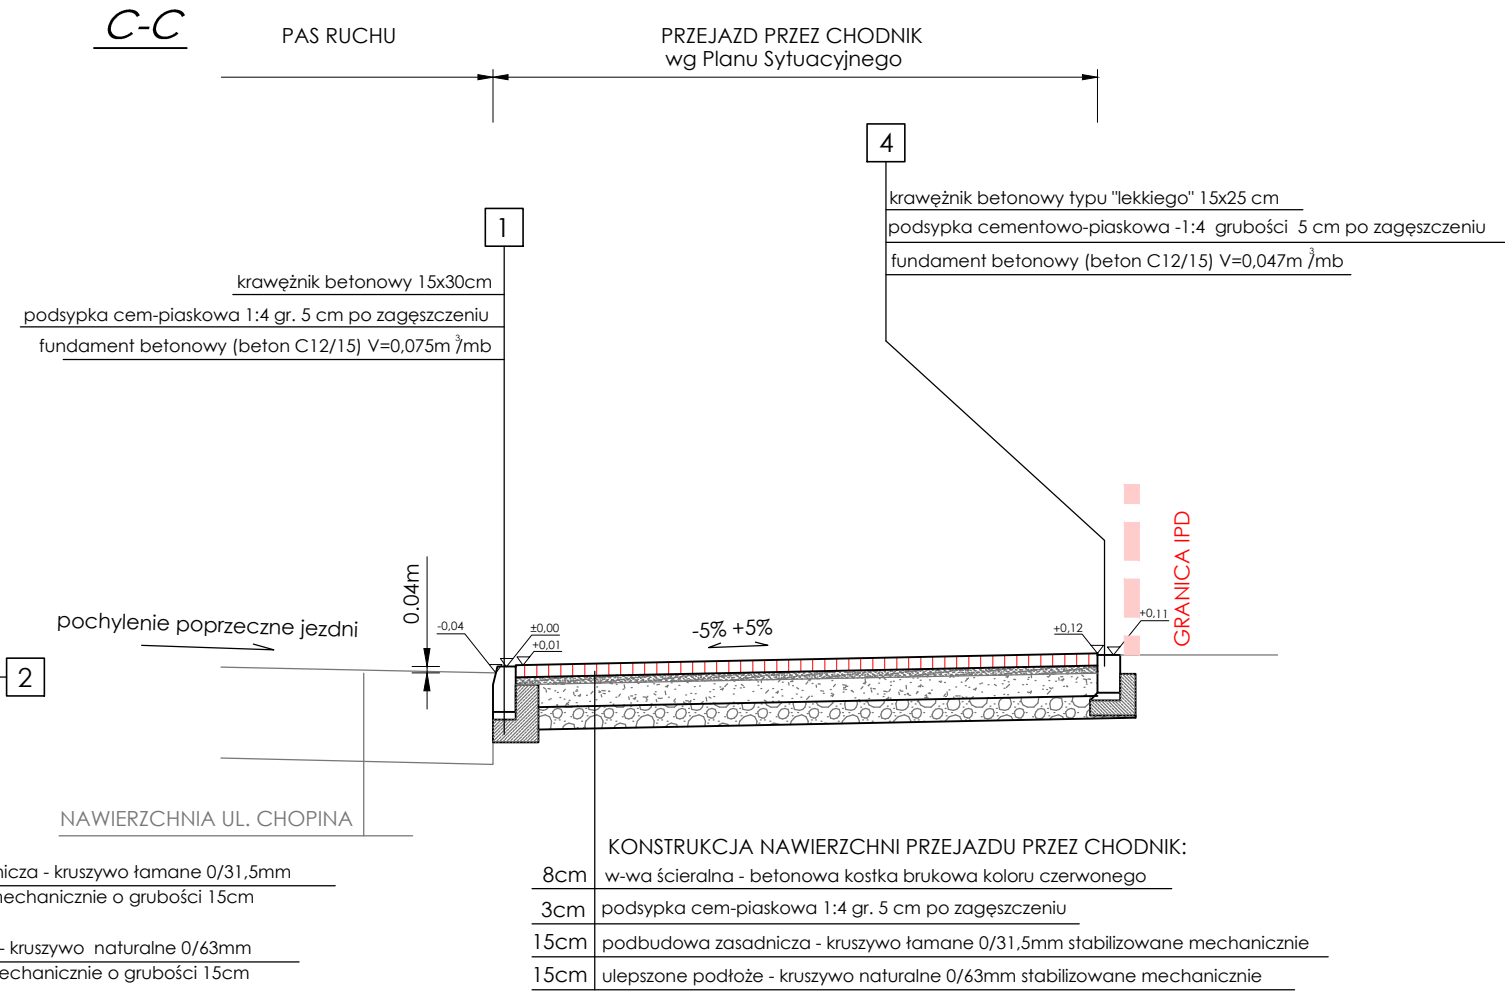 C-C
PAS RUCHU
PRZEJAZD PRZEZ CHODNIK
wg Planu Sytuacyjnego
4
krawężnik betonowy typu "lekkiego" 15x25 cm
podsypka cementowo-piaskowa -1:4 grubości 5 cm po zagęszczeniu
fundament betonowy (beton C12/15) V=0,047m³/mb
1
krawężnik betonowy 15x30cm
podsypka cem-piaskowa 1:4 gr. 5 cm po zagęszczeniu
fundament betonowy (beton C12/15) V=0,075m³/mb
GRANICA IPD
0.04m
pochylenie poprzeczne jezdni
-0,04
±0,00
+0,01
-5% +5%
+0,12
+0,11
2
NAWIERZCHNIA UL. CHOPINA
nicza - kruszywo łamane 0/31,5mm
mechanicznie o grubości 15cm
- kruszywo naturalne 0/63mm
echanicznie o grubości 15cm
KONSTRUKCJA NAWIERZCHNI PRZEJAZDU PRZEZ CHODNIK:
8cm w-wa ścieralna - betonowa kostka brukowa koloru czerwonego
3cm podsypka cem-piaskowa 1:4 gr. 5 cm po zagęszczeniu
15cm podbudowa zasadnicza - kruszywo łamane 0/31,5mm stabilizowane mechanicznie
15cm ulepszone podłoże - kruszywo naturalne 0/63mm stabilizowane mechanicznie